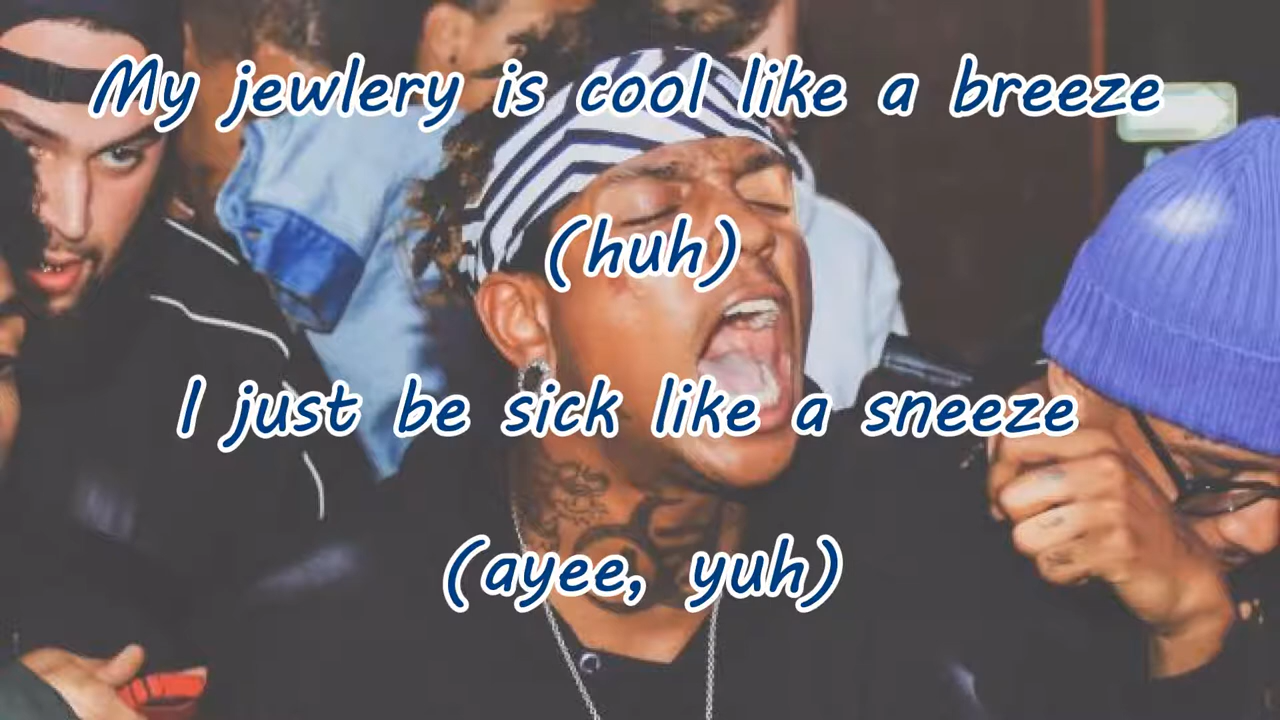 My jewlery is cool like a breeze
(huh)
I just be sick like a sneeze
(ayee, yuh)